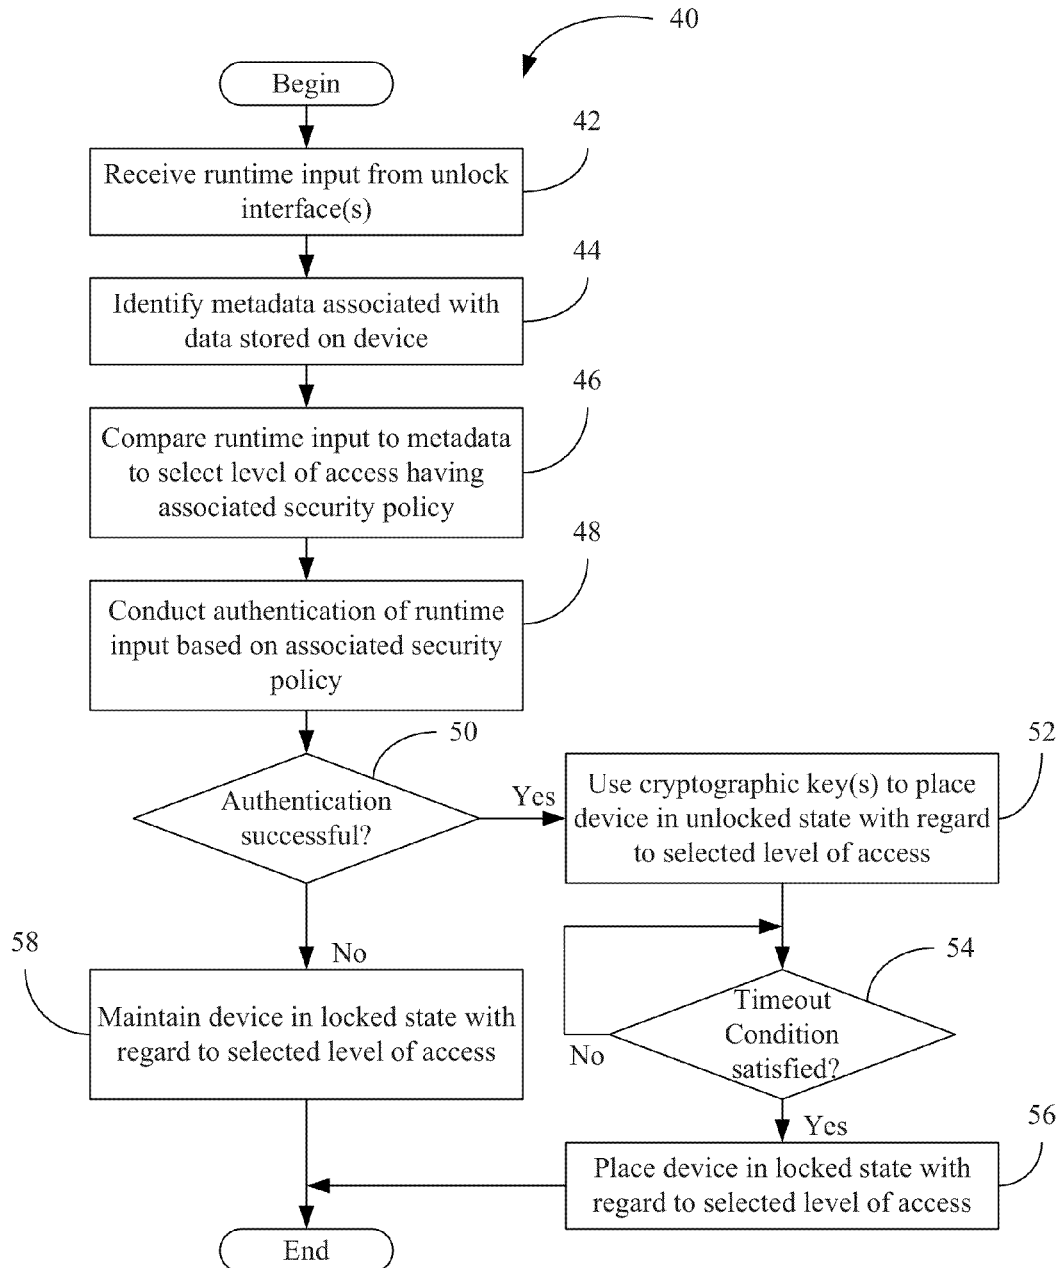 40
Begin
42
Receive runtime input from unlock
interface(s)
44
Identify metadata associated with
data stored on device
46
Compare runtime input to metadata
to select level of access having
associated security policy
48
Conduct authentication of runtime
input based on associated security
policy
50
Authentication
successful?
Yes
52
Use cryptographic key(s) to place
device in unlocked state with regard
to selected level of access
No
58
Maintain device in locked state with
regard to selected level of access
54
Timeout
Condition
satisfied?
No
Yes
56
Place device in locked state with
regard to selected level of access
End